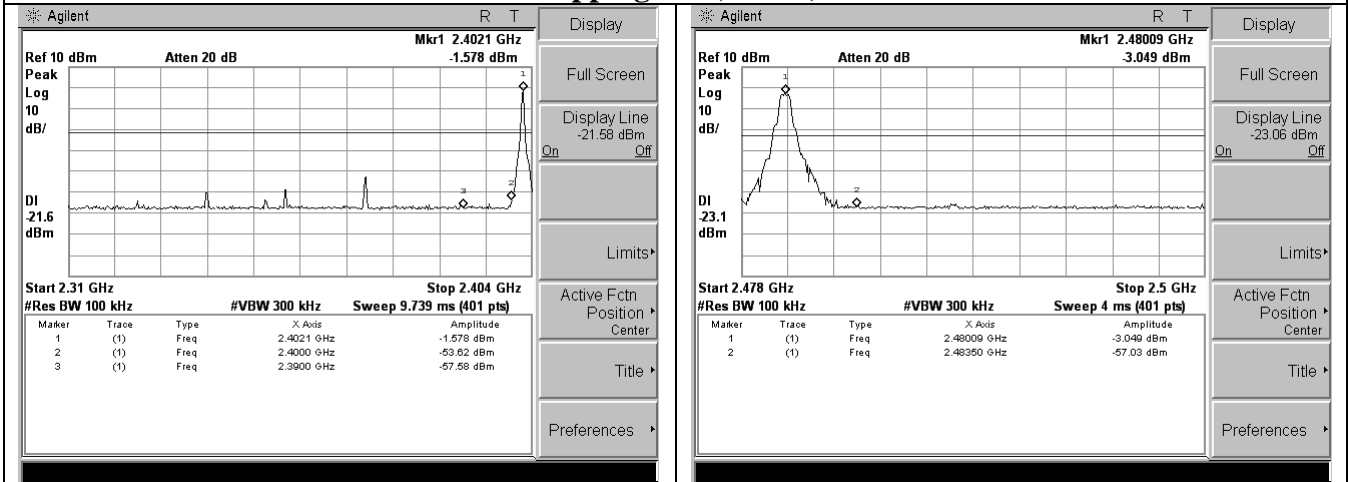 Agilent R T
Mkr1 2.4021 GHz
Ref 10 dBm Atten 20 dB -1.578 dBm
Peak
Log
10
dB/
1
2
3
DI
-21.6
dBm
Start 2.31 GHz Stop 2.404 GHz
#Res BW 100 kHz #VBW 300 kHz Sweep 9.739 ms (401 pts)
Marker Trace Type X Axis Amplitude
1 (1) Freq 2.4021 GHz -1.578 dBm
2 (1) Freq 2.4000 GHz -53.62 dBm
3 (1) Freq 2.3900 GHz -57.58 dBm
Display
Full Screen
Display Line
-21.58 dBm
On Off
Limits
Active Fctn
Position
Center
Title
Preferences
Agilent R T
Mkr1 2.48009 GHz
Ref 10 dBm Atten 20 dB -3.049 dBm
Peak
Log
10
dB/
1
2
DI
-23.1
dBm
Start 2.478 GHz Stop 2.5 GHz
#Res BW 100 kHz #VBW 300 kHz Sweep 4 ms (401 pts)
Marker Trace Type X Axis Amplitude
1 (1) Freq 2.48009 GHz -3.049 dBm
2 (1) Freq 2.48350 GHz -57.03 dBm
Display
Full Screen
Display Line
-23.06 dBm
On Off
Limits
Active Fctn
Position
Center
Title
Preferences